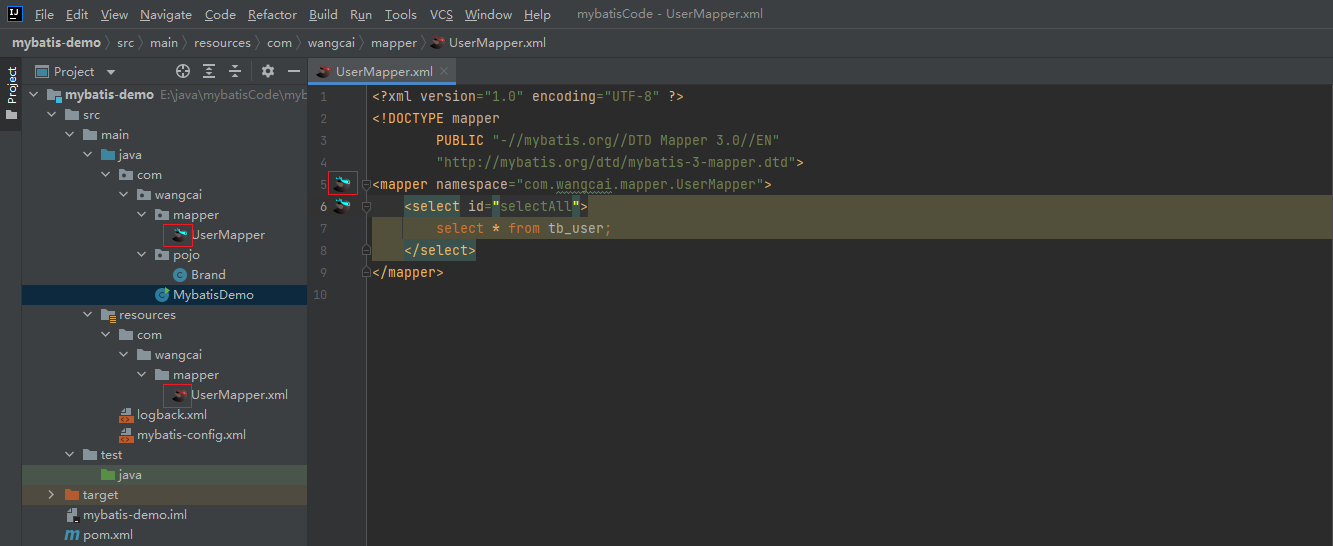 File Edit View Navigate Code Refactor Build Run Tools VCS Window Help mybatisCode - UserMapper.xml
mybatis-demo src main resources com wangcai mapper UserMapper.xml
Project
Project
mybatis-demo E:\java\mybatisCode\myb
src
main
java
com
wangcai
mapper
UserMapper
pojo
Brand
MybatisDemo
resources
com
wangcai
mapper
UserMapper.xml
logback.xml
mybatis-config.xml
test
java
target
mybatis-demo.iml
pom.xml
UserMapper.xml
1 <?xml version="1.0" encoding="UTF-8" ?>
2 <!DOCTYPE mapper
3 PUBLIC "-//mybatis.org//DTD Mapper 3.0//EN"
4 "http://mybatis.org/dtd/mybatis-3-mapper.dtd">
5 <mapper namespace="com.wangcai.mapper.UserMapper">
6 <select id="selectAll">
7 select * from tb_user;
8 </select>
9 </mapper>
10